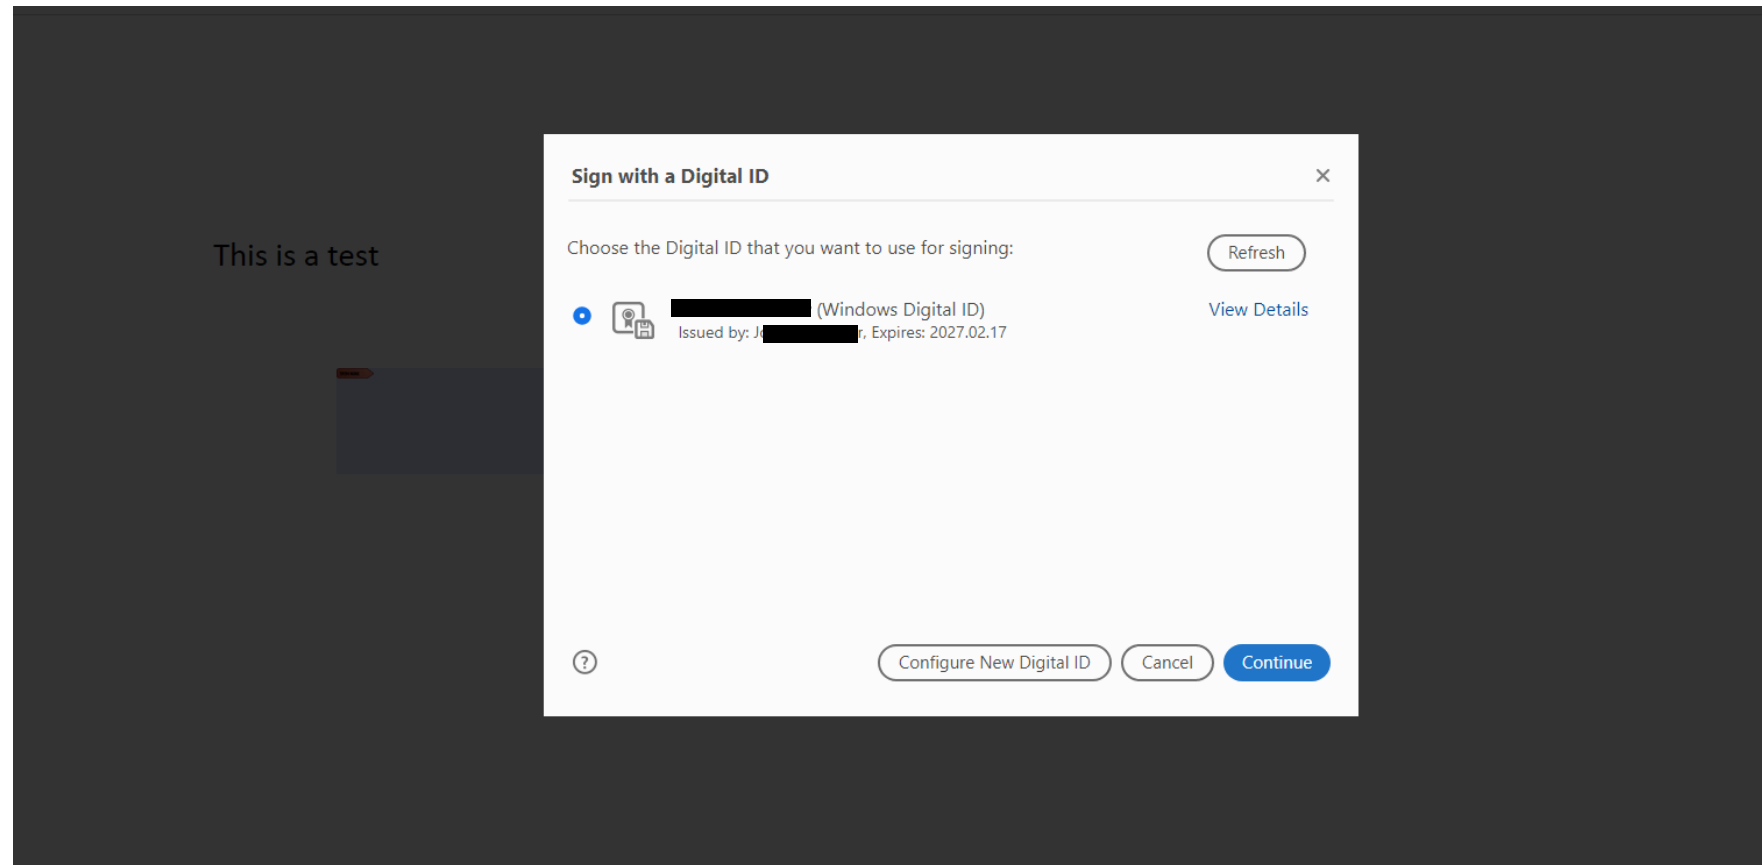 Sign with a Digital ID
This is a test
Choose the Digital ID that you want to use for signing:
Refresh
(Windows Digital ID)
View Details
Issued by: Jo r, Expires: 2027.02.17
?
Configure New Digital ID
Cancel
Continue